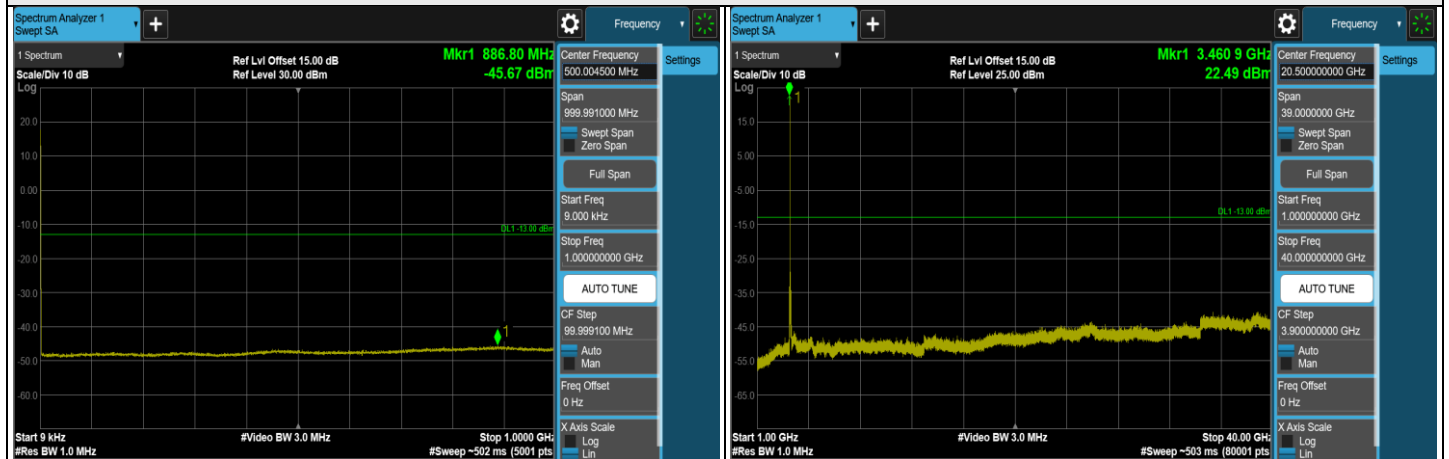 Spectrum Analyzer 1
Swept SA
+
Frequency
1 Spectrum
Scale/Div 10 dB
Log
Ref Lvl Offset 15.00 dB
Ref Level 30.00 dBm
Mkr1 886.80 MHz
-45.67 dBm
1
20.0
10.0
0.00
-10.0
-20.0
-30.0
-40.0
-50.0
-60.0
DL1 -13.00 dBm
Start 9 kHz
#Res BW 1.0 MHz
#Video BW 3.0 MHz
Stop 1.0000 GHz
#Sweep ~502 ms (5001 pts
Center Frequency
500.004500 MHz
Span
999.991000 MHz
Swept Span
Zero Span
Full Span
Start Freq
9.000 kHz
Stop Freq
1.000000000 GHz
AUTO TUNE
CF Step
99.999100 MHz
Auto
Man
Freq Offset
0 Hz
X Axis Scale
Log
Lin
Settings
Spectrum Analyzer 1
Swept SA
+
Frequency
1 Spectrum
Scale/Div 10 dB
Log
Ref Lvl Offset 15.00 dB
Ref Level 25.00 dBm
Mkr1 3.460 9 GHz
22.49 dBm
1
15.0
5.00
-5.00
-15.0
-25.0
-35.0
-45.0
-55.0
-65.0
DL1 -13.00 dBm
Start 1.00 GHz
#Res BW 1.0 MHz
#Video BW 3.0 MHz
Stop 40.00 GHz
#Sweep ~503 ms (80001 pts
Center Frequency
20.500000000 GHz
Span
39.0000000 GHz
Swept Span
Zero Span
Full Span
Start Freq
1.000000000 GHz
Stop Freq
40.000000000 GHz
AUTO TUNE
CF Step
3.900000000 GHz
Auto
Man
Freq Offset
0 Hz
X Axis Scale
Log
Lin
Settings